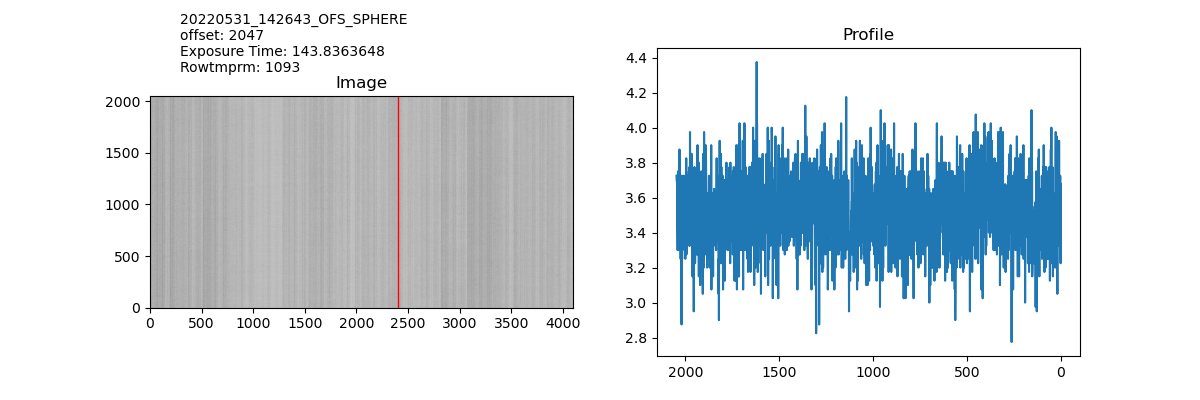 20220531_142643_OFS_SPHERE
offset: 2047
Exposure Time: 143.8363648
Rowtmprm: 1093
Image
2000
1500
1000
500
0
0 500 1000 1500 2000 2500 3000 3500 4000
Profile
4.4
4.2
4.0
3.8
3.6
3.4
3.2
3.0
2.8
2000 1500 1000 500 0